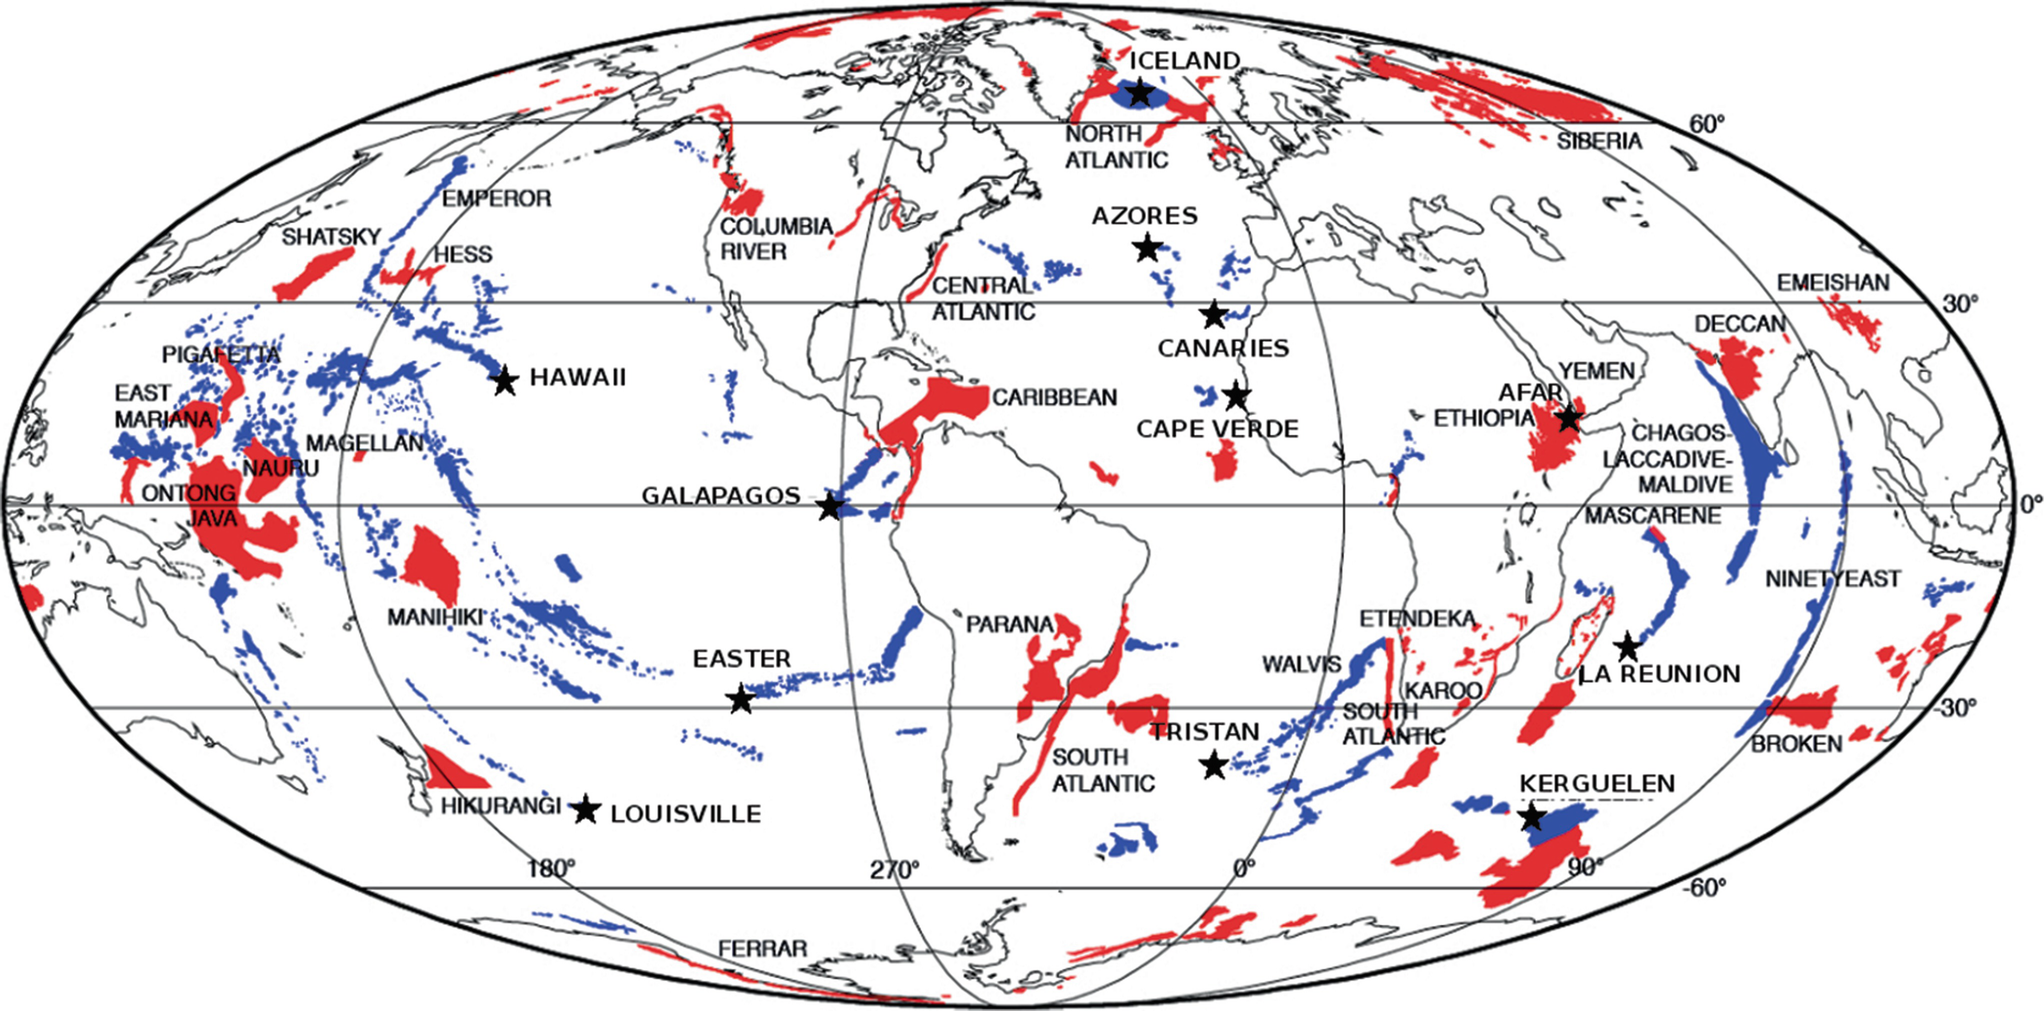 ICELAND
NORTH
ATLANTIC
60°
SIBERIA
EMPEROR
AZORES
SHATSKY
HESS
COLUMBIA
RIVER
CENTRAL
ATLANTIC
EMEISHAN
30°
DECCAN
PIGAFETTA
HAWAII
CANARIES
YEMEN
EAST
MARIANA
CARIBBEAN
AFAR
ETHIOPIA
CAPE VERDE
MAGELLAN
CHAGOS-
LACCADIVE-
MALDIVE
NAURU
ONTONG
JAVA
GALAPAGOS
0°
MASCARENE
NINETYEAST
MANIHIKI
PARANA
ETENDEKA
EASTER
WALVIS
LA REUNION
KAROO
SOUTH
ATLANTIC
-30°
TRISTAN
BROKEN
SOUTH
ATLANTIC
KERGUELEN
HIKURANGI
LOUISVILLE
180°
270°
0°
90°
-60°
FERRAR